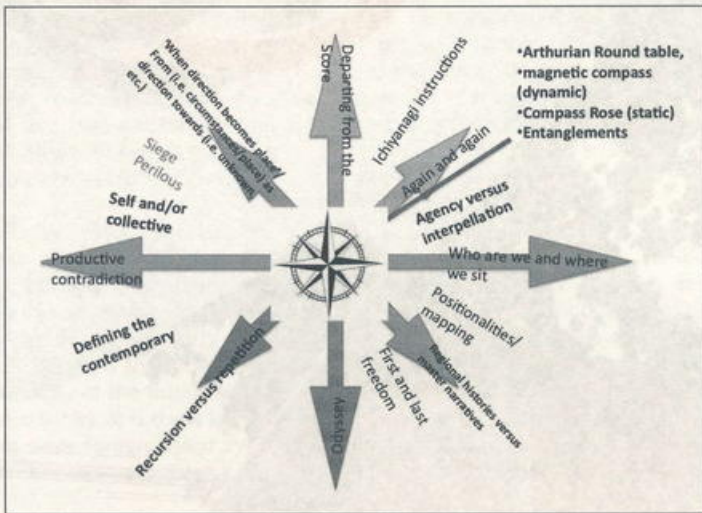 "When direction becomes place/
From (i.e. circumstances/place) as
direction towards (i.e. unknown
etc.)
Departing from the
Score
Ichiyanagi instructions
Again and again
•Arthurian Round table,
•magnetic compass
(dynamic)
•Compass Rose (static)
•Entanglements
Siege
Perilous
Self and/or
collective
Agency versus
interpellation
Productive
contradiction
Who are we and where
we sit
Defining the
contemporary
Recursion versus repetition
Odyssey
First and last
freedom
Regional histories versus
master narratives
Positionalities/
mapping